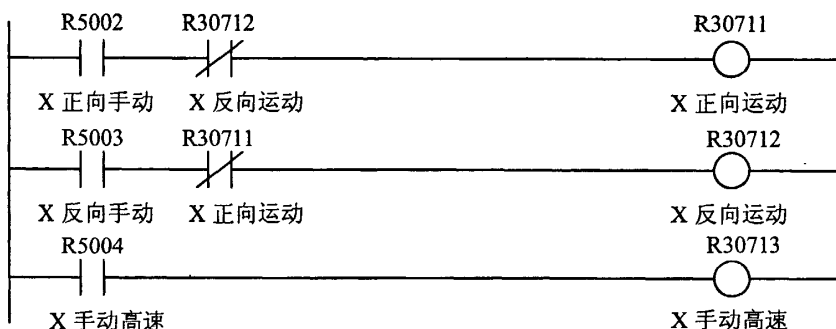 R5002 R30712 R30711
X 正向手动 X 反向运动 X 正向运动
R5003 R30711 R30712
X 反向手动 X 正向运动 X 反向运动
R5004 R30713
X 手动高速 X 手动高速